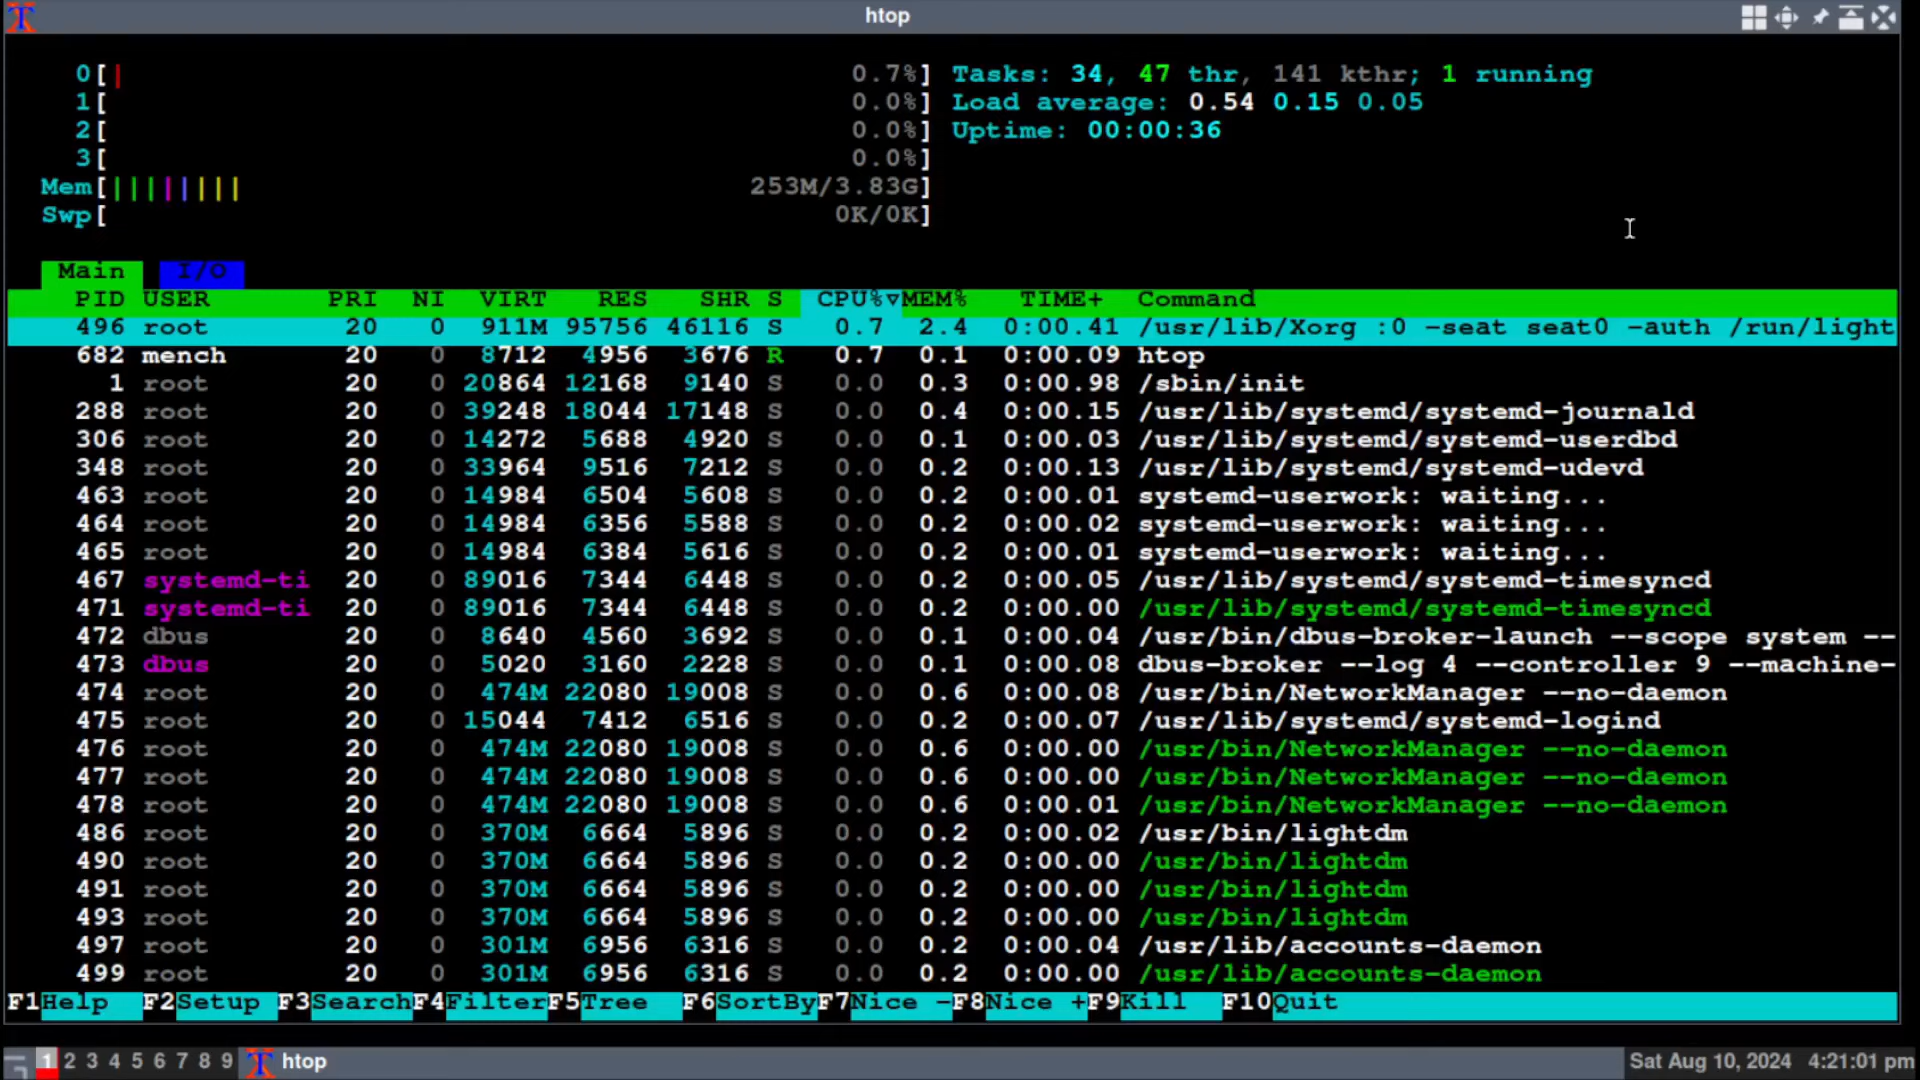 htop
0[| 0.7%] Tasks: 34, 47 thr, 141 kthr; 1 running
1[ 0.0%] Load average: 0.54 0.15 0.05
2[ 0.0%] Uptime: 00:00:36
3[ 0.0%]
Mem[|||||||| 253M/3.83G]
Swp[ 0K/0K]
Main I/O
PID USER PRI NI VIRT RES SHR S CPU%▽MEM% TIME+ Command
496 root 20 0 911M 95756 46116 S 0.7 2.4 0:00.41 /usr/lib/Xorg :0 -seat seat0 -auth /run/light
682 mench 20 0 8712 4956 3676 R 0.7 0.1 0:00.09 htop
1 root 20 0 20864 12168 9140 S 0.0 0.3 0:00.98 /sbin/init
288 root 20 0 39248 18044 17148 S 0.0 0.4 0:00.15 /usr/lib/systemd/systemd-journald
306 root 20 0 14272 5688 4920 S 0.0 0.1 0:00.03 /usr/lib/systemd/systemd-userdbd
348 root 20 0 33964 9516 7212 S 0.0 0.2 0:00.13 /usr/lib/systemd/systemd-udevd
463 root 20 0 14984 6504 5608 S 0.0 0.2 0:00.01 systemd-userwork: waiting...
464 root 20 0 14984 6356 5588 S 0.0 0.2 0:00.02 systemd-userwork: waiting...
465 root 20 0 14984 6384 5616 S 0.0 0.2 0:00.01 systemd-userwork: waiting...
467 systemd-ti 20 0 89016 7344 6448 S 0.0 0.2 0:00.05 /usr/lib/systemd/systemd-timesyncd
471 systemd-ti 20 0 89016 7344 6448 S 0.0 0.2 0:00.00 /usr/lib/systemd/systemd-timesyncd
472 dbus 20 0 8640 4560 3692 S 0.0 0.1 0:00.04 /usr/bin/dbus-broker-launch --scope system --
473 dbus 20 0 5020 3160 2228 S 0.0 0.1 0:00.08 dbus-broker --log 4 --controller 9 --machine-
474 root 20 0 474M 22080 19008 S 0.0 0.6 0:00.08 /usr/bin/NetworkManager --no-daemon
475 root 20 0 15044 7412 6516 S 0.0 0.2 0:00.07 /usr/lib/systemd/systemd-logind
476 root 20 0 474M 22080 19008 S 0.0 0.6 0:00.00 /usr/bin/NetworkManager --no-daemon
477 root 20 0 474M 22080 19008 S 0.0 0.6 0:00.00 /usr/bin/NetworkManager --no-daemon
478 root 20 0 474M 22080 19008 S 0.0 0.6 0:00.01 /usr/bin/NetworkManager --no-daemon
486 root 20 0 370M 6664 5896 S 0.0 0.2 0:00.02 /usr/bin/lightdm
490 root 20 0 370M 6664 5896 S 0.0 0.2 0:00.00 /usr/bin/lightdm
491 root 20 0 370M 6664 5896 S 0.0 0.2 0:00.00 /usr/bin/lightdm
493 root 20 0 370M 6664 5896 S 0.0 0.2 0:00.00 /usr/bin/lightdm
497 root 20 0 301M 6956 6316 S 0.0 0.2 0:00.04 /usr/lib/accounts-daemon
499 root 20 0 301M 6956 6316 S 0.0 0.2 0:00.00 /usr/lib/accounts-daemon
F1Help F2Setup F3SearchF4FilterF5Tree F6SortByF7Nice -F8Nice +F9Kill F10Quit
1 2 3 4 5 6 7 8 9 htop Sat Aug 10, 2024 4:21:01 pm